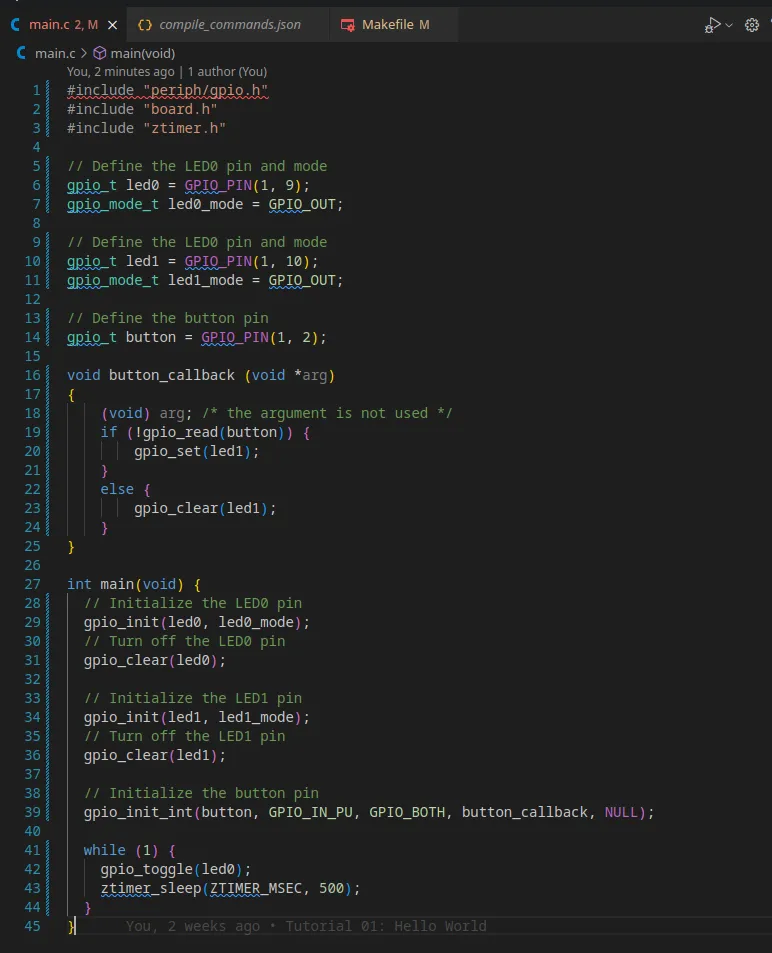 main.c 2, M
compile_commands.json
Makefile M
main.c > main(void)
You, 2 minutes ago | 1 author (You)
1 #include "periph/gpio.h"
2 #include "board.h"
3 #include "ztimer.h"
4
5 // Define the LED0 pin and mode
6 gpio_t led0 = GPIO_PIN(1, 9);
7 gpio_mode_t led0_mode = GPIO_OUT;
8
9 // Define the LED0 pin and mode
10 gpio_t led1 = GPIO_PIN(1, 10);
11 gpio_mode_t led1_mode = GPIO_OUT;
12
13 // Define the button pin
14 gpio_t button = GPIO_PIN(1, 2);
15
16 void button_callback (void *arg)
17 {
18     (void) arg; /* the argument is not used */
19     if (!gpio_read(button)) {
20         gpio_set(led1);
21     }
22     else {
23         gpio_clear(led1);
24     }
25 }
26
27 int main(void) {
28   // Initialize the LED0 pin
29   gpio_init(led0, led0_mode);
30   // Turn off the LED0 pin
31   gpio_clear(led0);
32
33   // Initialize the LED1 pin
34   gpio_init(led1, led1_mode);
35   // Turn off the LED1 pin
36   gpio_clear(led1);
37
38   // Initialize the button pin
39   gpio_init_int(button, GPIO_IN_PU, GPIO_BOTH, button_callback, NULL);
40
41   while (1) {
42     gpio_toggle(led0);
43     ztimer_sleep(ZTIMER_MSEC, 500);
44   }
45 } You, 2 weeks ago • Tutorial 01: Hello World